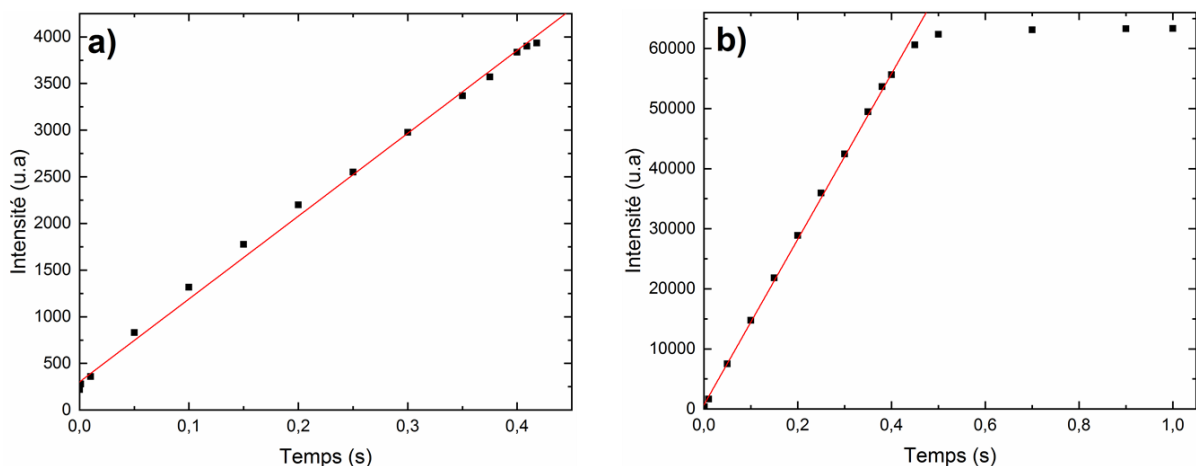 a)
Intensité (u.a)
4000
3500
3000
2500
2000
1500
1000
500
0
0,0 0,1 0,2 0,3 0,4
Temps (s)
b)
Intensité (u.a)
60000
50000
40000
30000
20000
10000
0
0,0 0,2 0,4 0,6 0,8 1,0
Temps (s)